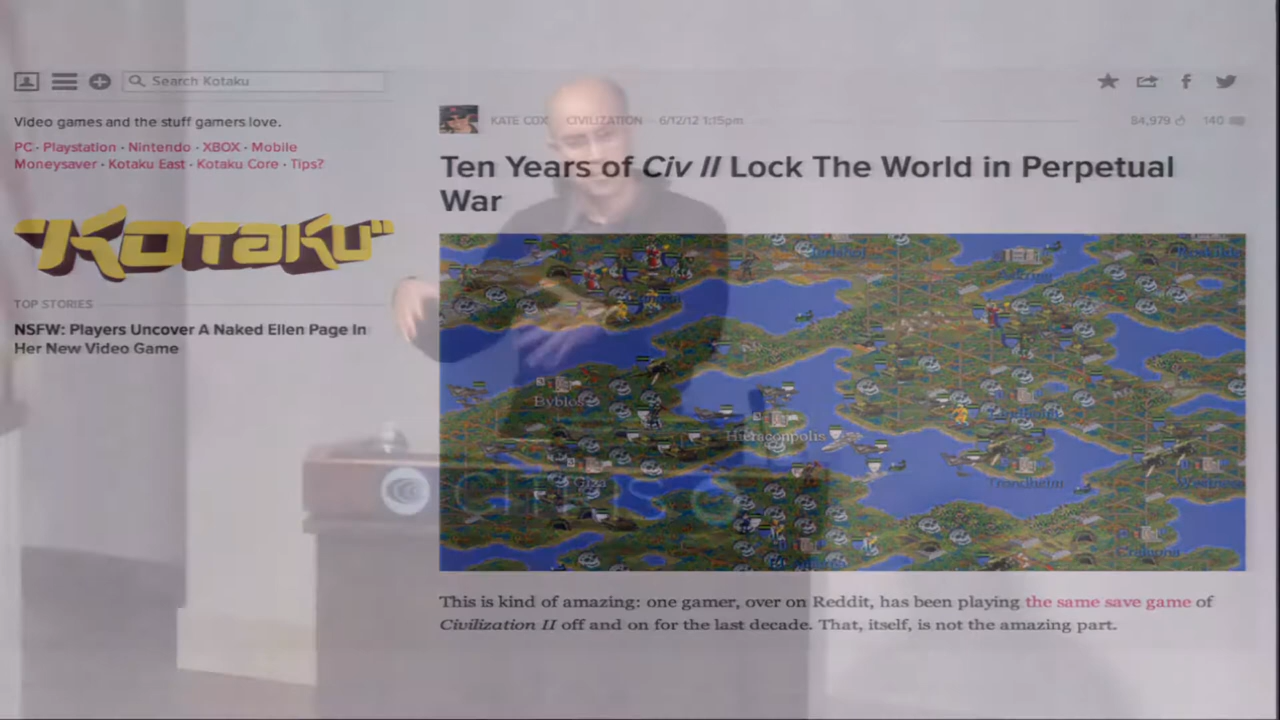 Search Kotaku
Video games and the stuff gamers love.
PC · Playstation · Nintendo · XBOX · Mobile
Moneysaver · Kotaku East · Kotaku Core · Tips?
"KOTAKU"
TOP STORIES
NSFW: Players Uncover A Naked Ellen Page In
Her New Video Game
KATE COX CIVILIZATION 6/12/12 1:15pm
84,979 140
Ten Years of Civ II Lock The World in Perpetual
War
Byblos
Hieraconpolis
Giza
Trondheim
This is kind of amazing: one gamer, over on Reddit, has been playing the same save game of
Civilization II off and on for the last decade. That, itself, is not the amazing part.